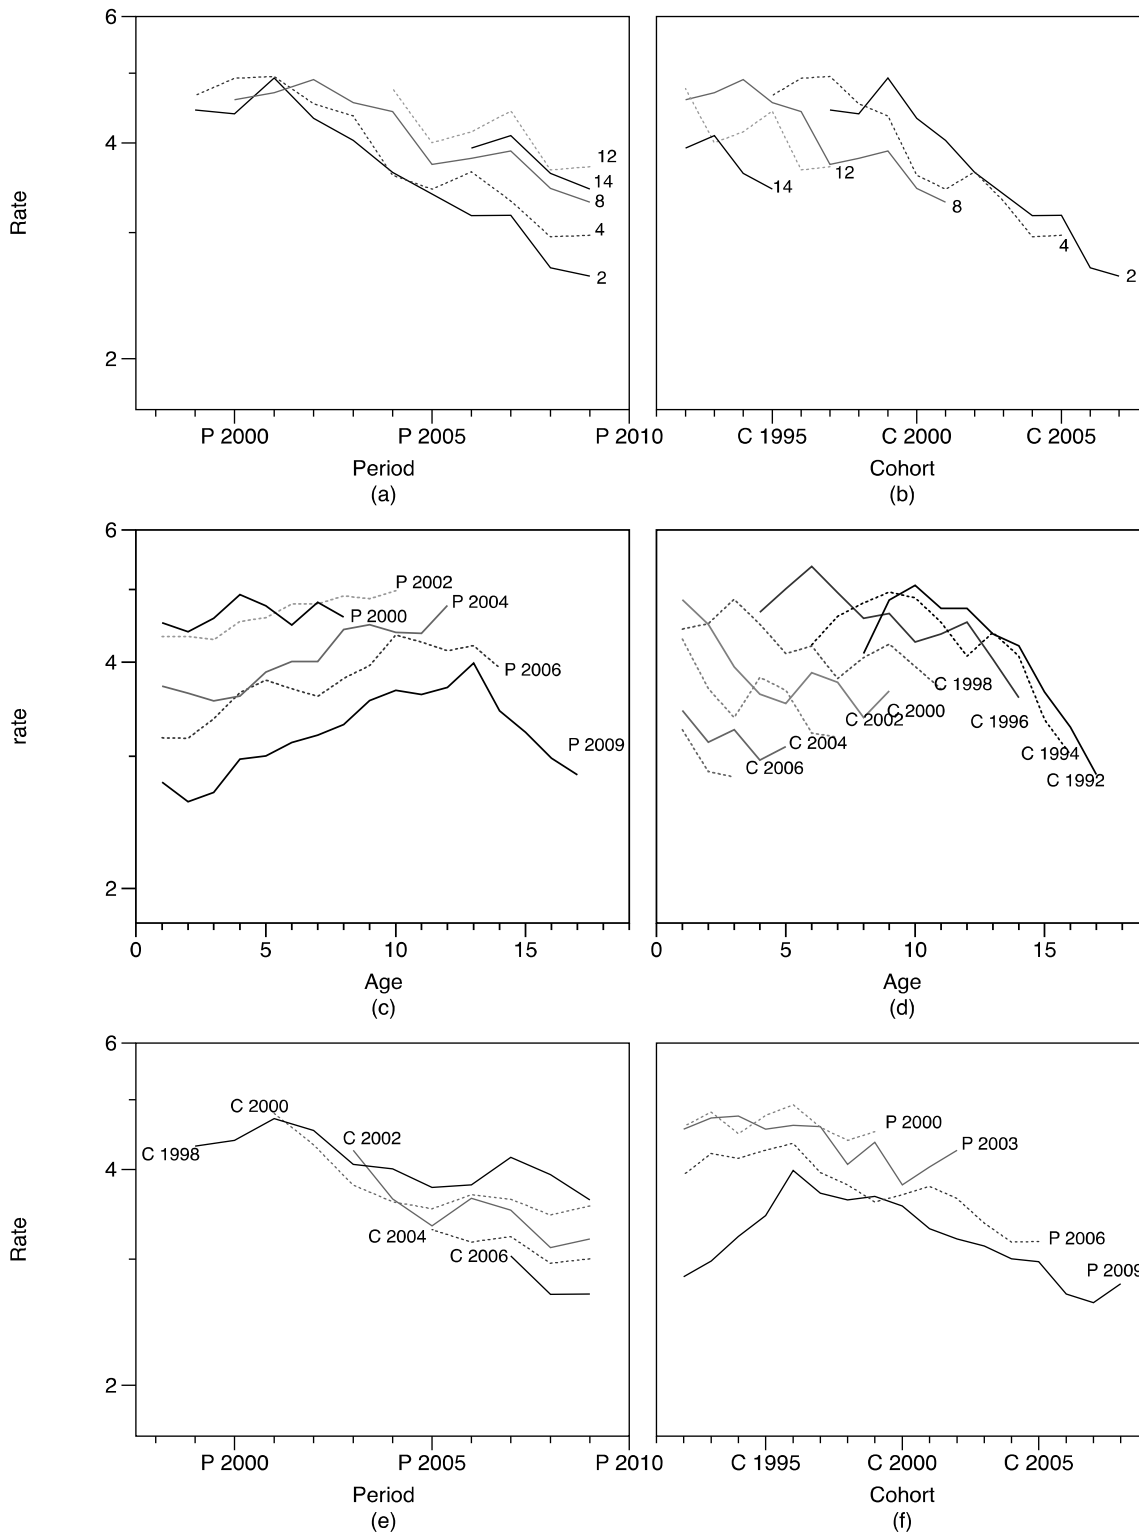 6
4
2
Rate
12
14
8
4
2
14
12
8
4
2
P 2000
P 2005
P 2010
C 1995
C 2000
C 2005
Period
Cohort
(a)
(b)
6
4
2
rate
P 2002
P 2004
P 2000
P 2006
P 2009
C 1998
C 2000
C 2002
C 1996
C 2004
C 1994
C 2006
C 1992
0
5
10
15
0
5
10
15
Age
Age
(c)
(d)
6
4
2
Rate
C 2000
C 1998
C 2002
C 2004
C 2006
P 2000
P 2003
P 2006
P 2009
P 2000
P 2005
P 2010
C 1995
C 2000
C 2005
Period
Cohort
(e)
(f)